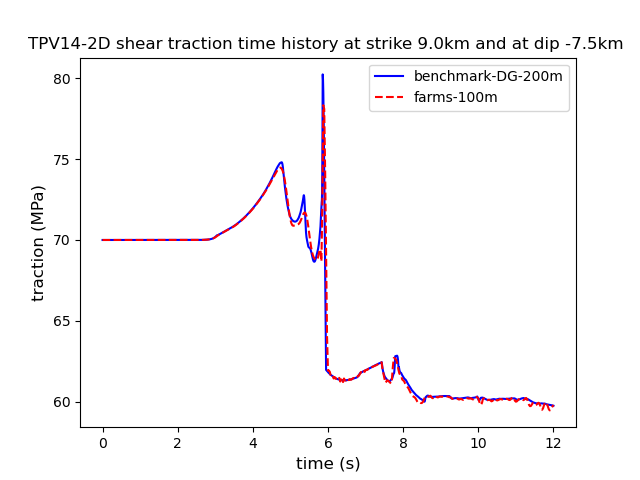 TPV14-2D shear traction time history at strike 9.0km and at dip -7.5km
benchmark-DG-200m
farms-100m
traction (MPa)
80
75
70
65
60
0 2 4 6 8 10 12
time (s)